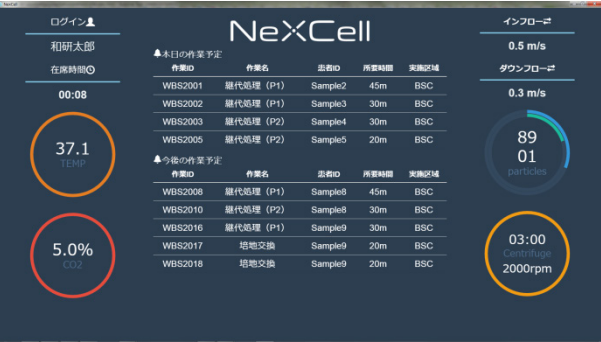 NeXCell
ログイン
和研太郎
在席時間
00:08
37.1
TEMP
5.0%
CO2
NeXCell
本日の作業予定
作業ID 作業名 患者ID 所要時間 実施区域
WBS2001 継代処理（P1） Sample2 45m BSC
WBS2002 継代処理（P1） Sample3 30m BSC
WBS2003 継代処理（P2） Sample4 30m BSC
WBS2005 継代処理（P2） Sample5 20m BSC
今後の作業予定
作業ID 作業名 患者ID 所要時間 実施区域
WBS2008 継代処理（P1） Sample8 45m BSC
WBS2010 継代処理（P2） Sample8 30m BSC
WBS2016 継代処理（P1） Sample9 30m BSC
WBS2017 培地交換 Sample9 20m BSC
WBS2018 培地交換 Sample9 20m BSC
インフロー
0.5 m/s
ダウンフロー
0.3 m/s
89
01
particles
03:00
Centrifuge
2000rpm